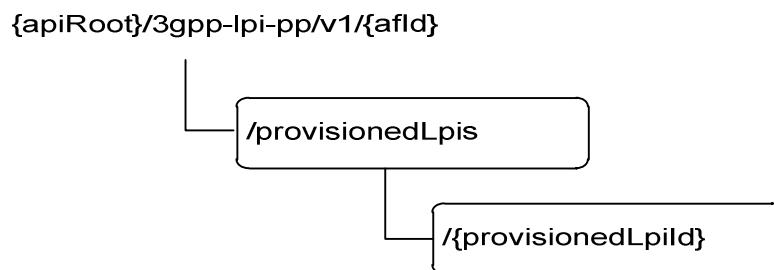 {apiRoot}/3gpp-lpi-pp/v1/{afId}
/provisionedLpis
/{provisionedLpiId}